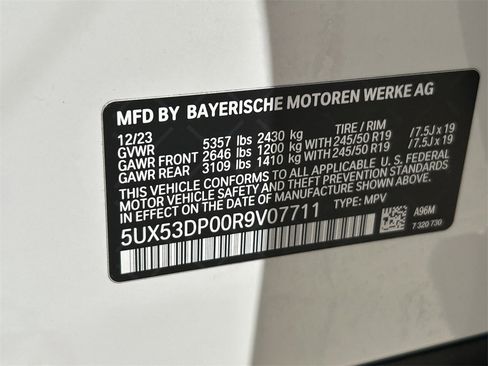 MFD BY BAYERISCHE MOTOREN WERKE AG
12/23 5357 lbs 2430 kg TIRE / RIM
GVWR
GAWR FRONT 2646 lbs 1200 kg WITH 245/50 R19 / 7.5J x 19
GAWR REAR 3109 lbs 1410 kg WITH 245/50 R19 / 7.5J x 19
THIS VEHICLE CONFORMS TO ALL APPLICABLE U.S. FEDERAL
MOTOR VEHICLE SAFETY AND THEFT PREVENTION STANDARDS
IN EFFECT ON THE DATE OF MANUFACTURE SHOWN ABOVE.
5UX53DP00R9V07711 TYPE: MPV
A96M
7 320 730